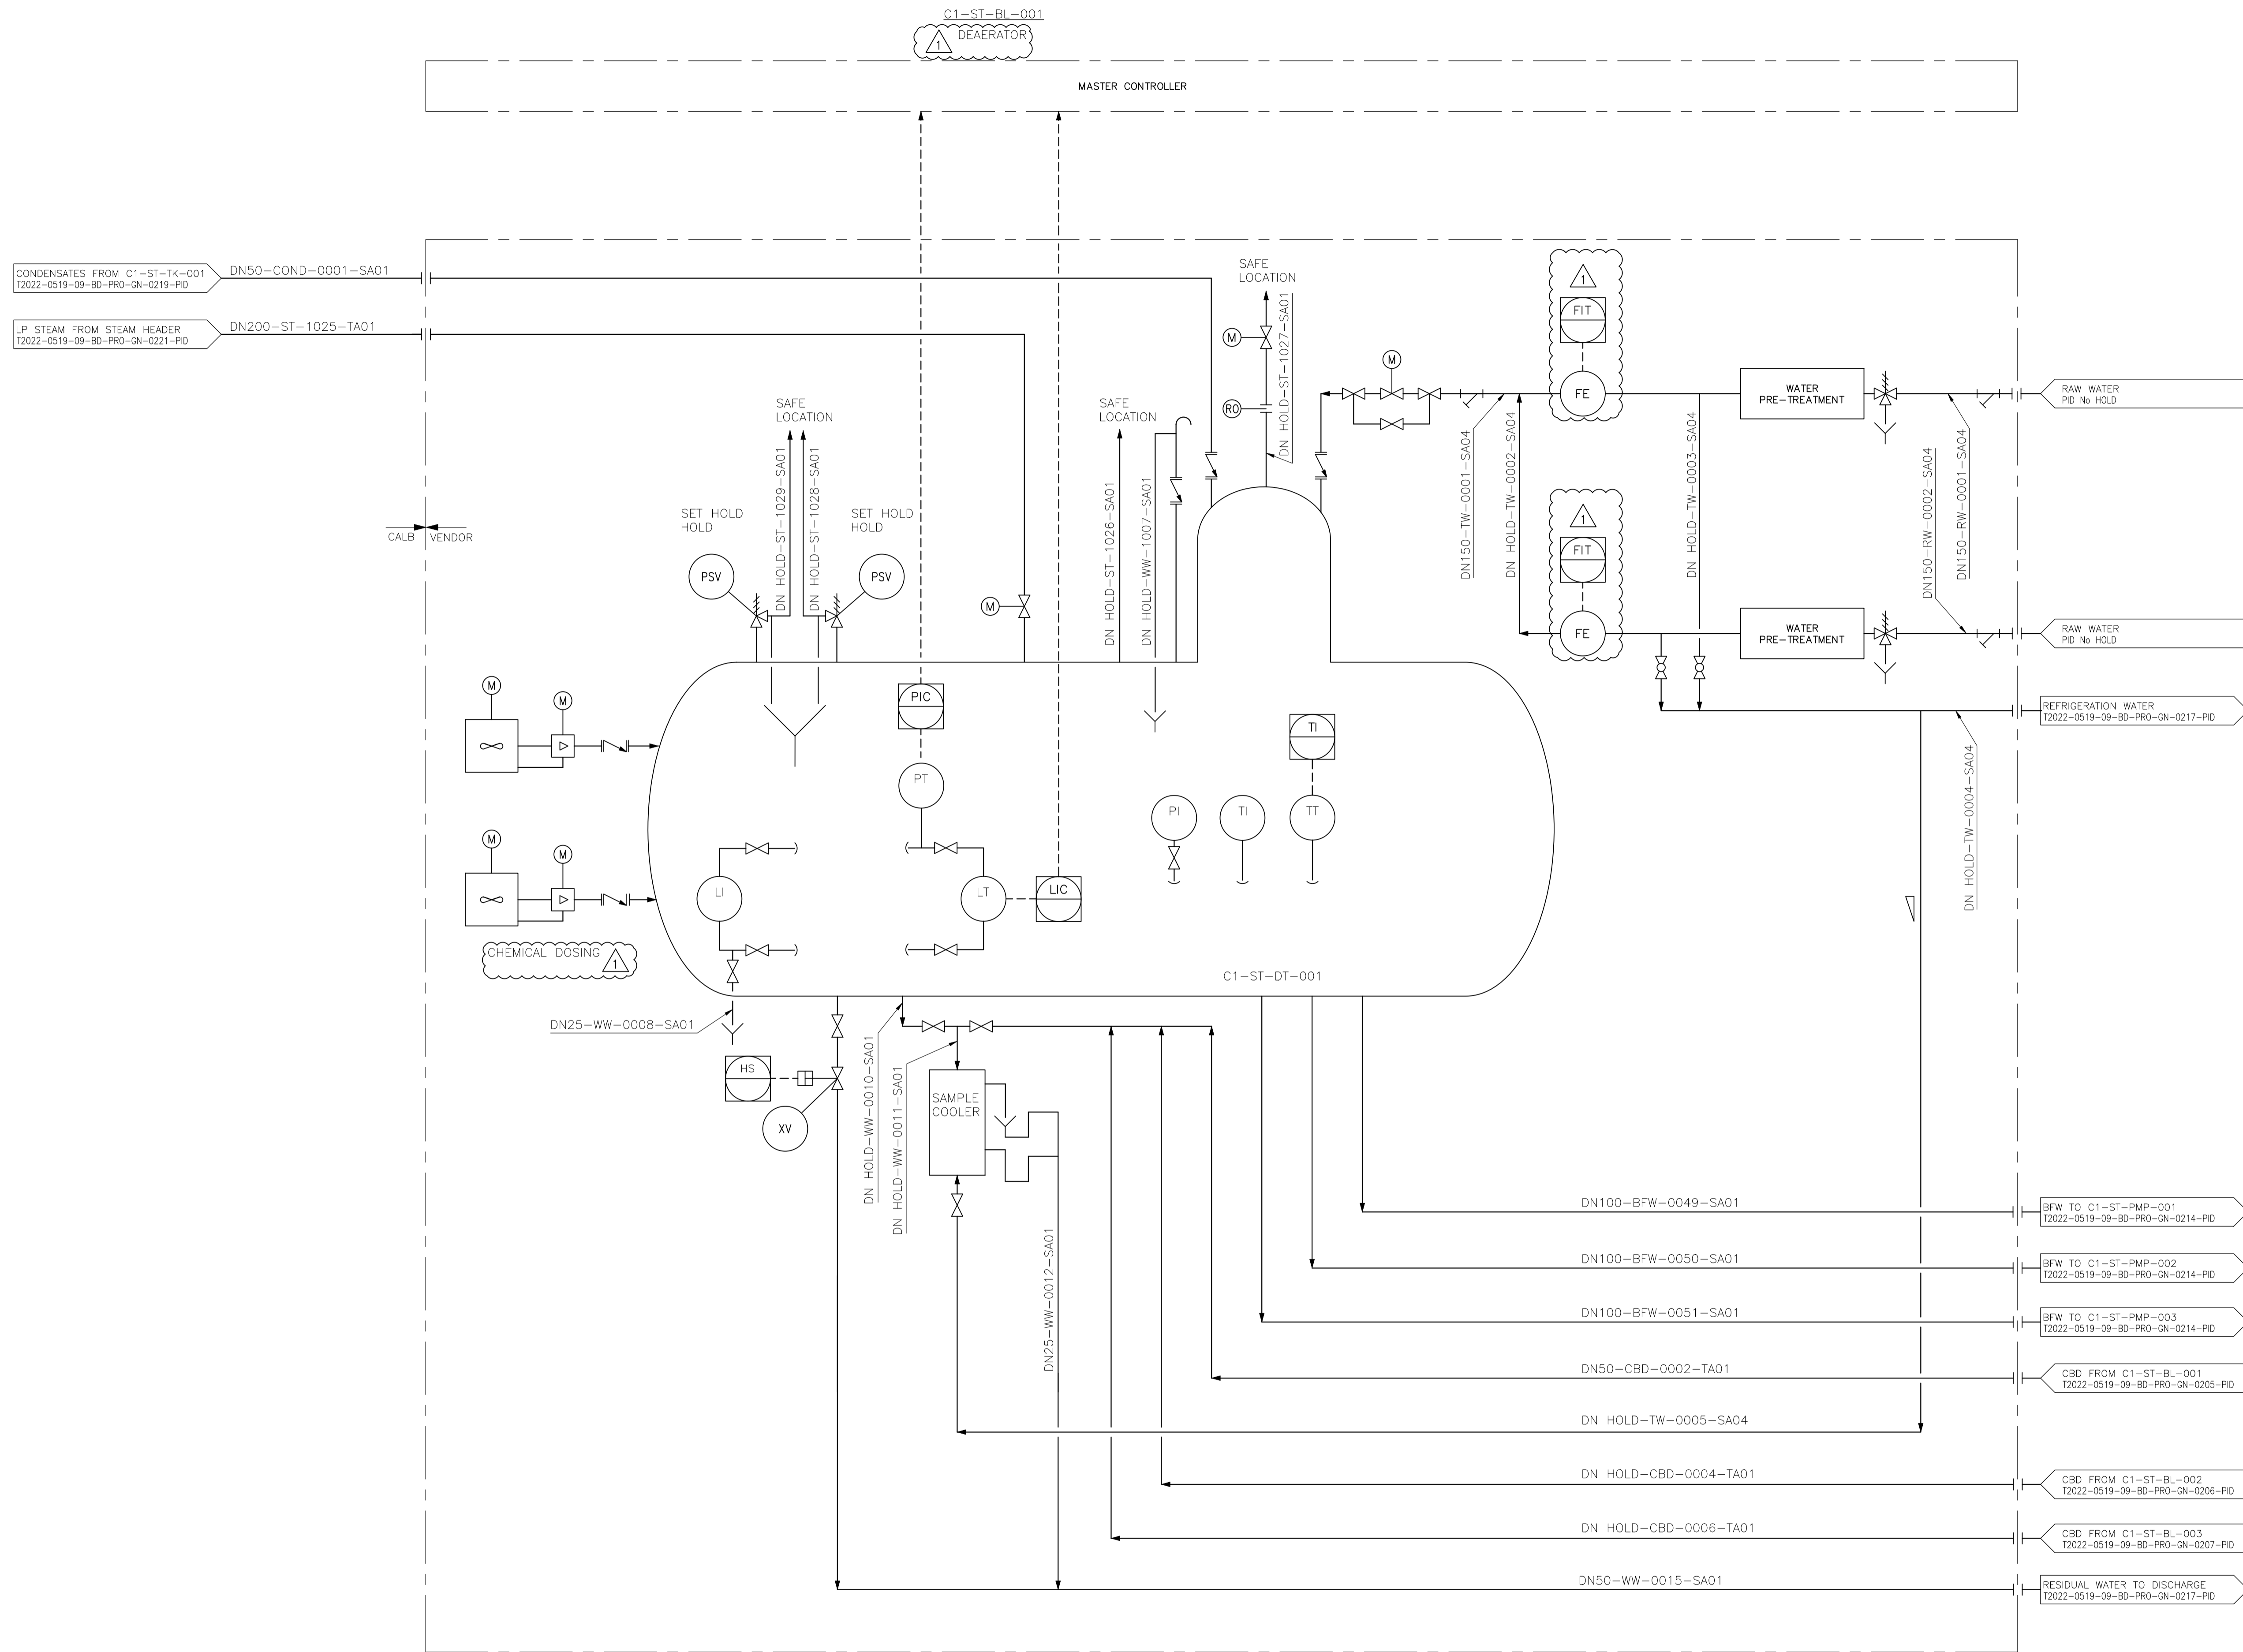 C1-ST-BL-001
1
DEAERATOR
MASTER CONTROLLER
CONDENSATES FROM C1-ST-TK-001
T2022-0519-09-BD-PRO-GN-0219-PID
DN50-COND-0001-SA01
LP STEAM FROM STEAM HEADER
T2022-0519-09-BD-PRO-GN-0221-PID
DN200-ST-1025-TA01
CALB
VENDOR
SAFE
LOCATION
DN HOLD-ST-1029-SA01
DN HOLD-ST-1028-SA01
SET HOLD
HOLD
PSV
SET HOLD
HOLD
PSV
M
SAFE
LOCATION
DN HOLD-ST-1026-SA01
DN HOLD-WW-1007-SA01
SAFE
LOCATION
M
RO
DN HOLD-ST-1027-SA01
M
DN150-TW-0001-SA04
DN HOLD-TW-0002-SA04
1
FIT
FE
DN HOLD-TW-0003-SA04
WATER
PRE-TREATMENT
DN150-RW-0002-SA04
DN150-RW-0001-SA04
RAW WATER
PID No HOLD
1
FIT
FE
WATER
PRE-TREATMENT
RAW WATER
PID No HOLD
REFRIGERATION WATER
T2022-0519-09-BD-PRO-GN-0217-PID
DN HOLD-TW-0004-SA04
M
M
M
M
CHEMICAL DOSING
1
PIC
PT
LI
LT
LIC
PI
TI
TI
TT
C1-ST-DT-001
DN25-WW-0008-SA01
HS
XV
DN HOLD-WW-0010-SA01
DN HOLD-WW-0011-SA01
SAMPLE
COOLER
DN25-WW-0012-SA01
DN100-BFW-0049-SA01
BFW TO C1-ST-PMP-001
T2022-0519-09-BD-PRO-GN-0214-PID
DN100-BFW-0050-SA01
BFW TO C1-ST-PMP-002
T2022-0519-09-BD-PRO-GN-0214-PID
DN100-BFW-0051-SA01
BFW TO C1-ST-PMP-003
T2022-0519-09-BD-PRO-GN-0214-PID
DN50-CBD-0002-TA01
CBD FROM C1-ST-BL-001
T2022-0519-09-BD-PRO-GN-0205-PID
DN HOLD-TW-0005-SA04
DN HOLD-CBD-0004-TA01
CBD FROM C1-ST-BL-002
T2022-0519-09-BD-PRO-GN-0206-PID
DN HOLD-CBD-0006-TA01
CBD FROM C1-ST-BL-003
T2022-0519-09-BD-PRO-GN-0207-PID
DN50-WW-0015-SA01
RESIDUAL WATER TO DISCHARGE
T2022-0519-09-BD-PRO-GN-0217-PID